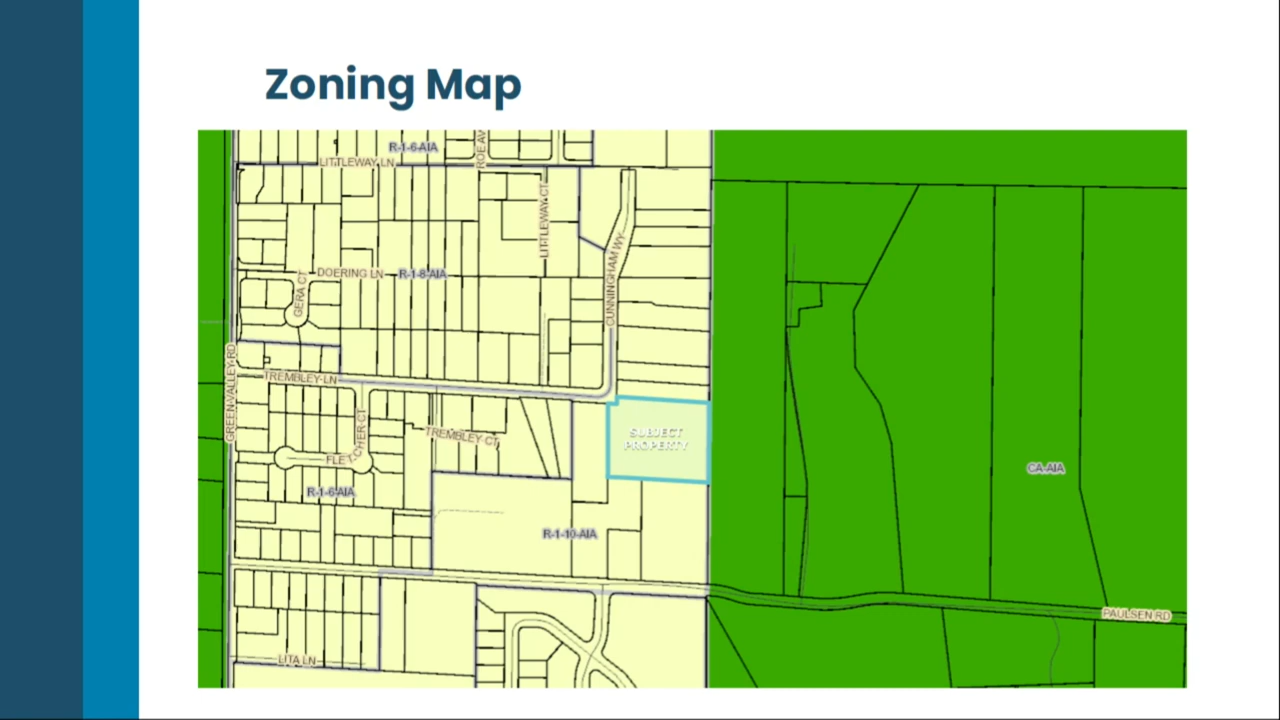 Zoning Map
R-1-6-AIA
ROE AV
LITTLEWAY LN
LITTLEWAY CT
CUNNINGHAM WY
DOERING LN
R-1-8-AIA
GERA CT
GREEN VALLEY RD
TREMBLEY LN
FLETCHER CT
TREMBLEY CT
SUBJECT
PROPERTY
CA-AIA
R-1-6-AIA
R-1-10-AIA
PAULSEN RD
LITA LN